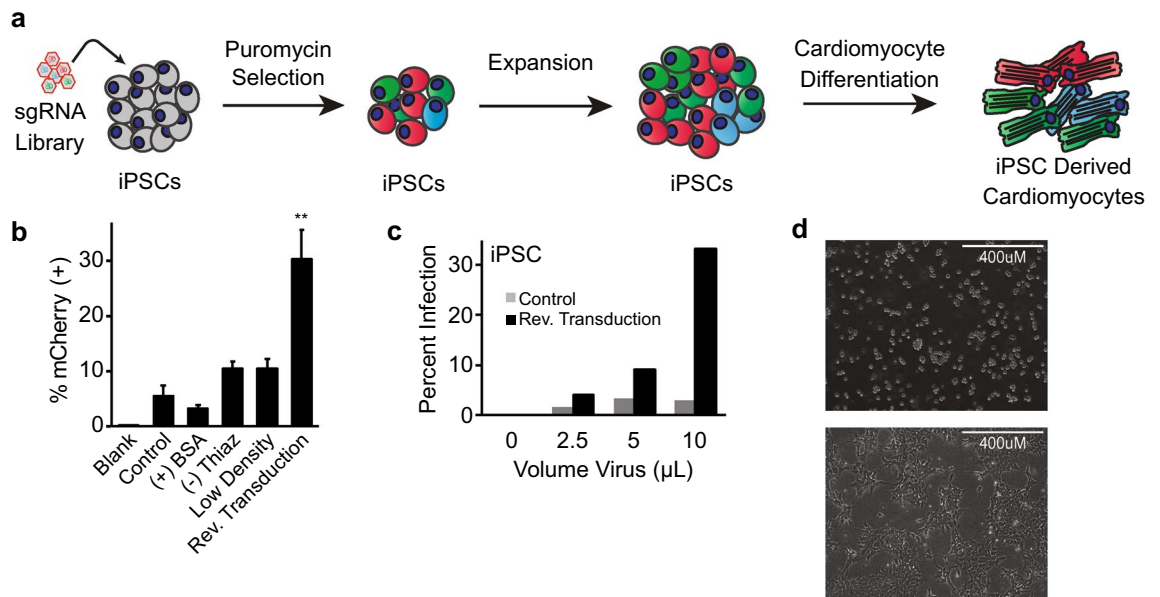 a
sgRNA
Library
iPSCs
Puromycin
Selection
iPSCs
Expansion
iPSCs
Cardiomyocyte
Differentiation
iPSC Derived
Cardiomyocytes
b
% mCherry (+)
30
20
10
0
**
Blank
Control
(+) BSA
(-) Thiaz
Low Density
Rev. Transduction
c
iPSC
Control
Rev. Transduction
Percent Infection
30
20
10
0
0 2.5 5 10
Volume Virus (µL)
d
400uM
400uM